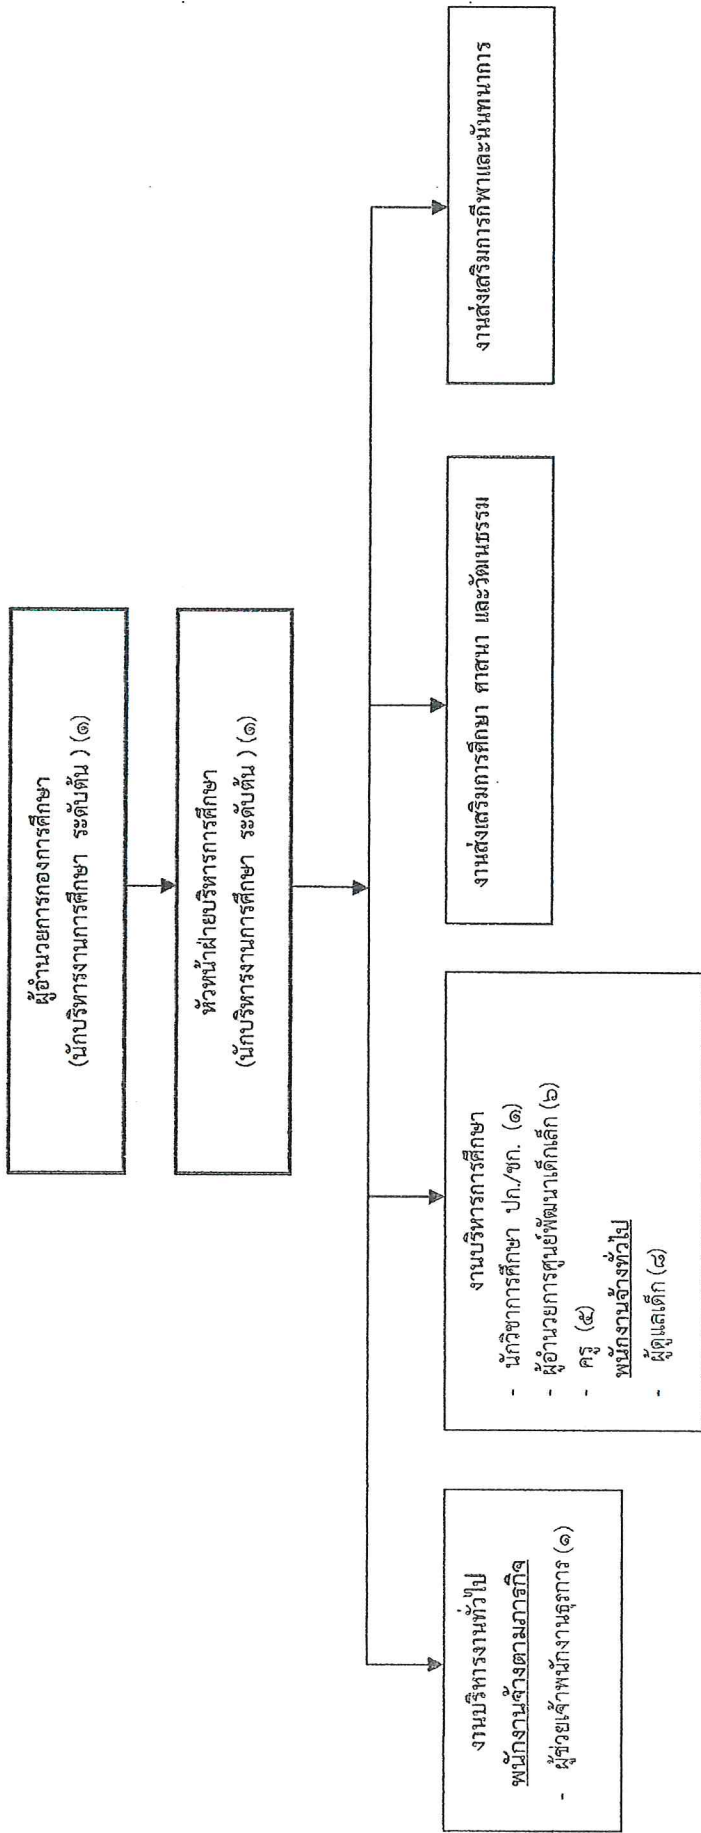 ผู้อำนวยการกองการศึกษา
(นักบริหารงานการศึกษา ระดับต้น ) (๑)
หัวหน้าฝ่ายบริหารการศึกษา
(นักบริหารงานการศึกษา ระดับต้น ) (๑)
งานบริหารงานทั่วไป
พนักงานจ้างตามภารกิจ
- ผู้ช่วยเจ้าพนักงานธุรการ (๑)
งานบริหารการศึกษา
- นักวิชาการศึกษา ปก./ชก. (๑)
- ผู้อำนวยการศูนย์พัฒนาเด็กเล็ก (๖)
- ครู (๕)
พนักงานจ้างทั่วไป
- ผู้ดูแลเด็ก (๘)
งานส่งเสริมการศึกษา ศาสนา และวัฒนธรรม
งานส่งเสริมการกีฬาและนันทนาการ